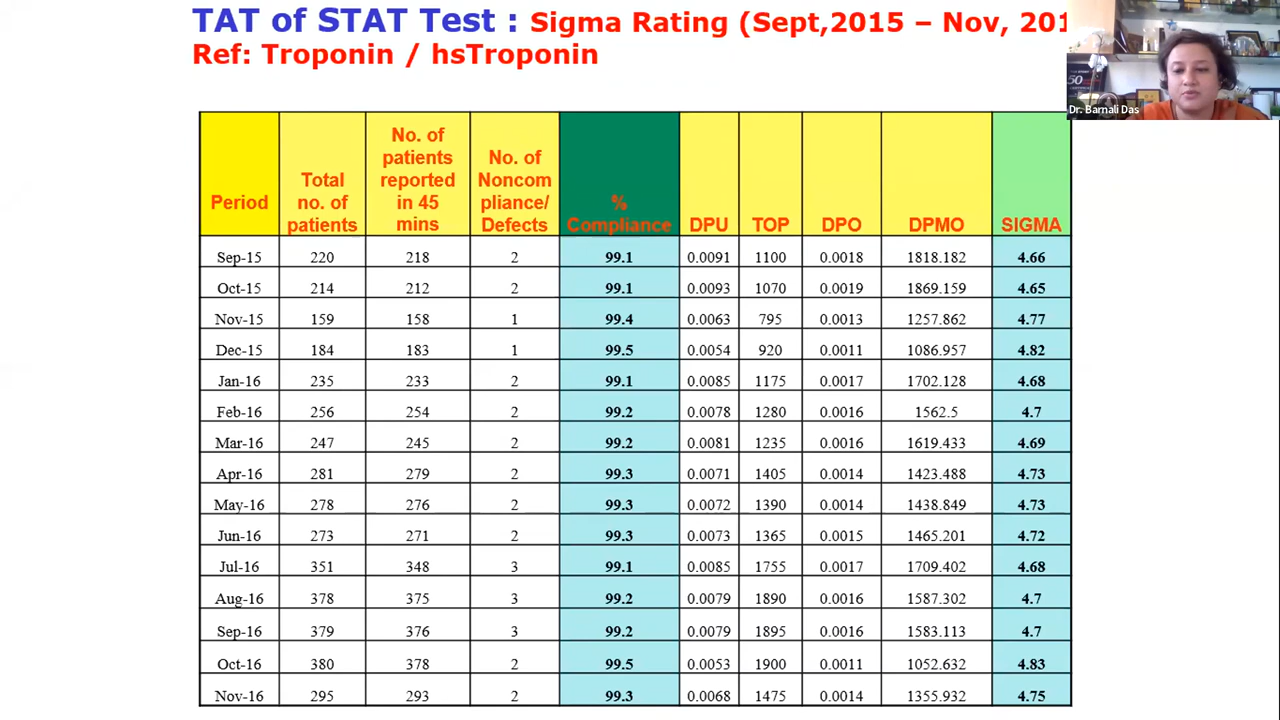 TAT of STAT Test : Sigma Rating (Sept,2015 – Nov, 201
Ref: Troponin / hsTroponin
Dr. Barnali Das
Period Total no. of patients No. of patients reported in 45 mins No. of Noncom pliance/ Defects % Compliance DPU TOP DPO DPMO SIGMA
Sep-15 220 218 2 99.1 0.0091 1100 0.0018 1818.182 4.66
Oct-15 214 212 2 99.1 0.0093 1070 0.0019 1869.159 4.65
Nov-15 159 158 1 99.4 0.0063 795 0.0013 1257.862 4.77
Dec-15 184 183 1 99.5 0.0054 920 0.0011 1086.957 4.82
Jan-16 235 233 2 99.1 0.0085 1175 0.0017 1702.128 4.68
Feb-16 256 254 2 99.2 0.0078 1280 0.0016 1562.5 4.7
Mar-16 247 245 2 99.2 0.0081 1235 0.0016 1619.433 4.69
Apr-16 281 279 2 99.3 0.0071 1405 0.0014 1423.488 4.73
May-16 278 276 2 99.3 0.0072 1390 0.0014 1438.849 4.73
Jun-16 273 271 2 99.3 0.0073 1365 0.0015 1465.201 4.72
Jul-16 351 348 3 99.1 0.0085 1755 0.0017 1709.402 4.68
Aug-16 378 375 3 99.2 0.0079 1890 0.0016 1587.302 4.7
Sep-16 379 376 3 99.2 0.0079 1895 0.0016 1583.113 4.7
Oct-16 380 378 2 99.5 0.0053 1900 0.0011 1052.632 4.83
Nov-16 295 293 2 99.3 0.0068 1475 0.0014 1355.932 4.75